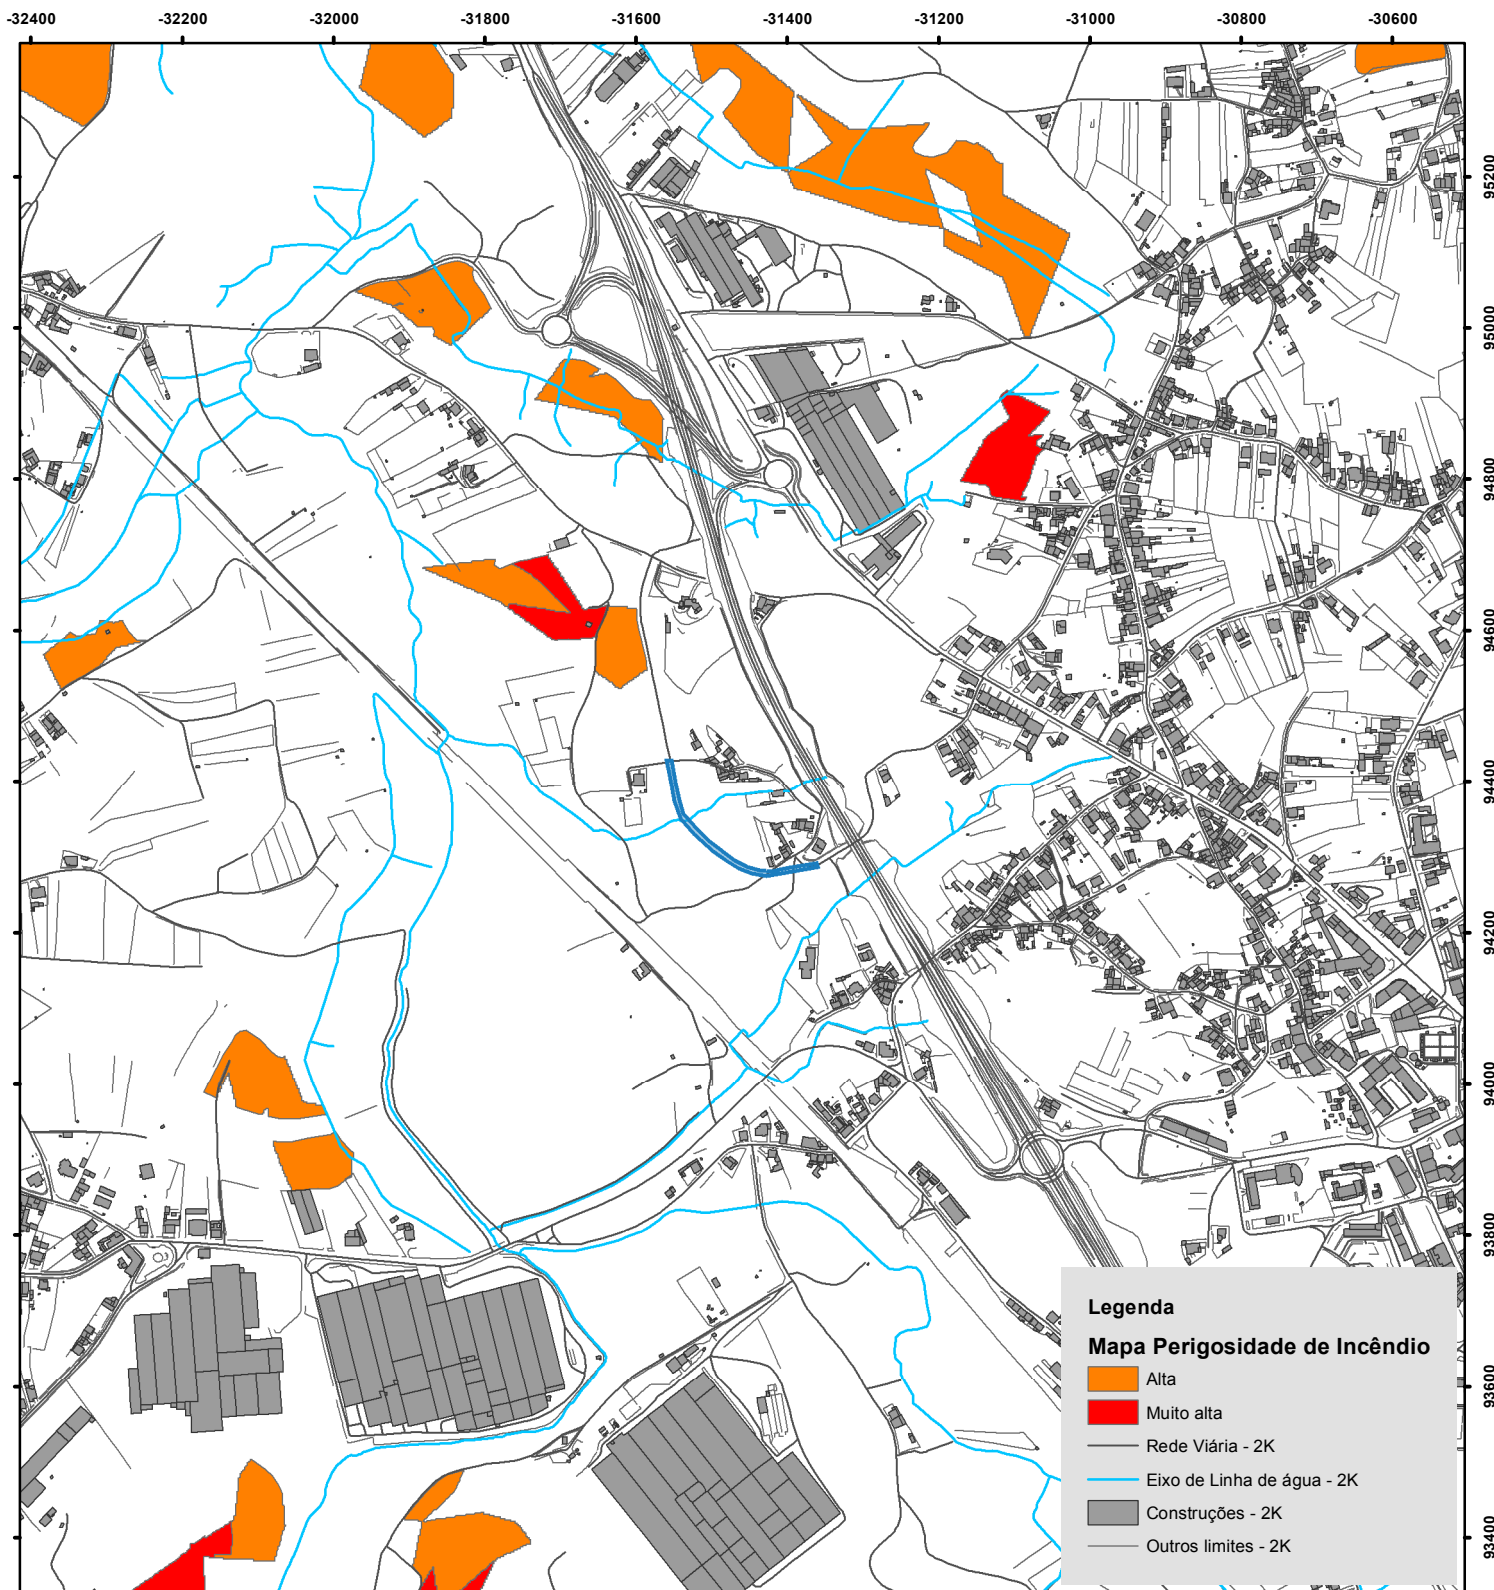 -32400 -32200 -32000 -31800 -31600 -31400 -31200 -31000 -30800 -30600
95200
95000
94800
94600
94400
94200
94000
93800
93600
93400
Legenda
Mapa Perigosidade de Incêndio
Alta
Muito alta
Rede Viária - 2K
Eixo de Linha de água - 2K
Construções - 2K
Outros limites - 2K